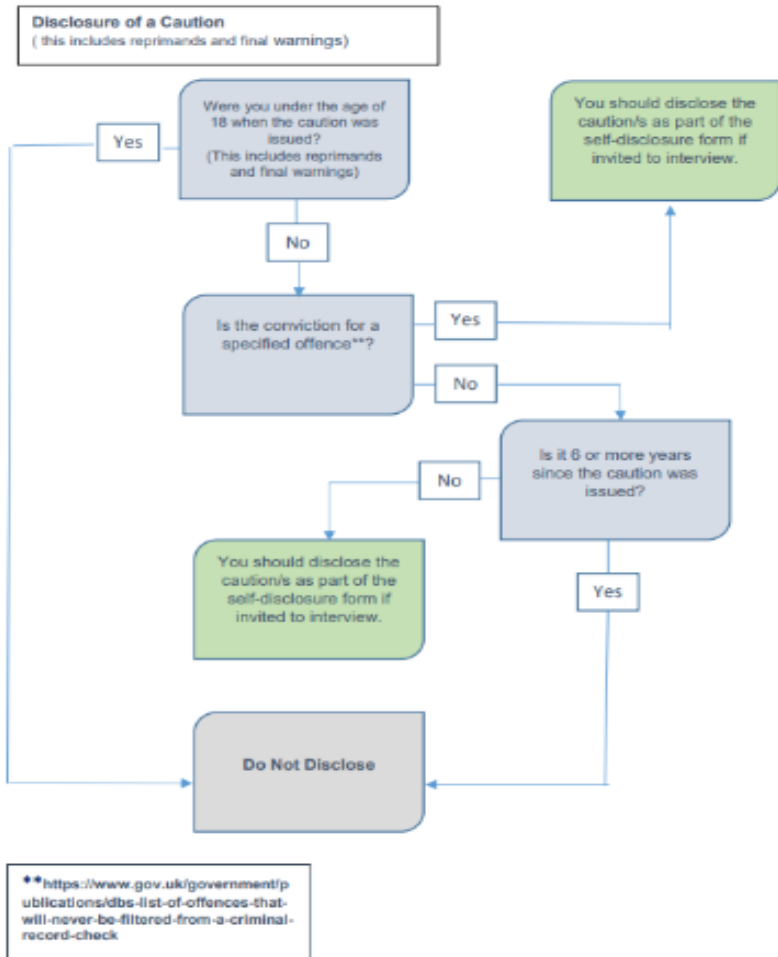 Disclosure of a Caution
( this includes reprimands and final warnings)
Were you under the age of
18 when the caution was
issued?
(This includes reprimands
and final warnings)
Yes
You should disclose the
caution/s as part of the
self-disclosure form if
invited to interview.
No
Is the conviction for a
specified offence**?
Yes
No
Is it 6 or more years
since the caution was
issued?
No
You should disclose the
caution/s as part of the
self-disclosure form if
invited to interview.
Yes
Do Not Disclose
**https://www.gov.uk/government/p
ublications/dbs-list-of-offences-that-
will-never-be-filtered-from-a-criminal-
record-check